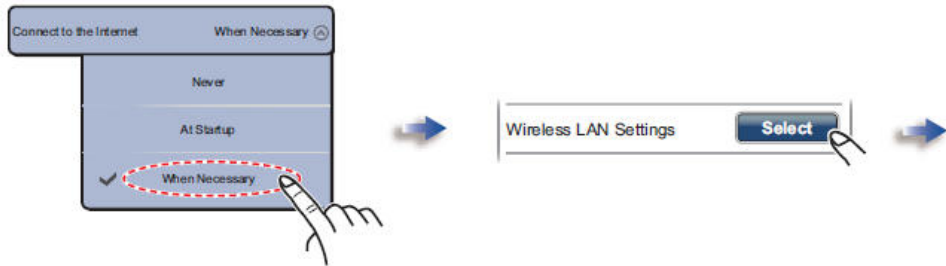 Connect to the Internet When Necessary
Never
At Startup
When Necessary
Wireless LAN Settings Select